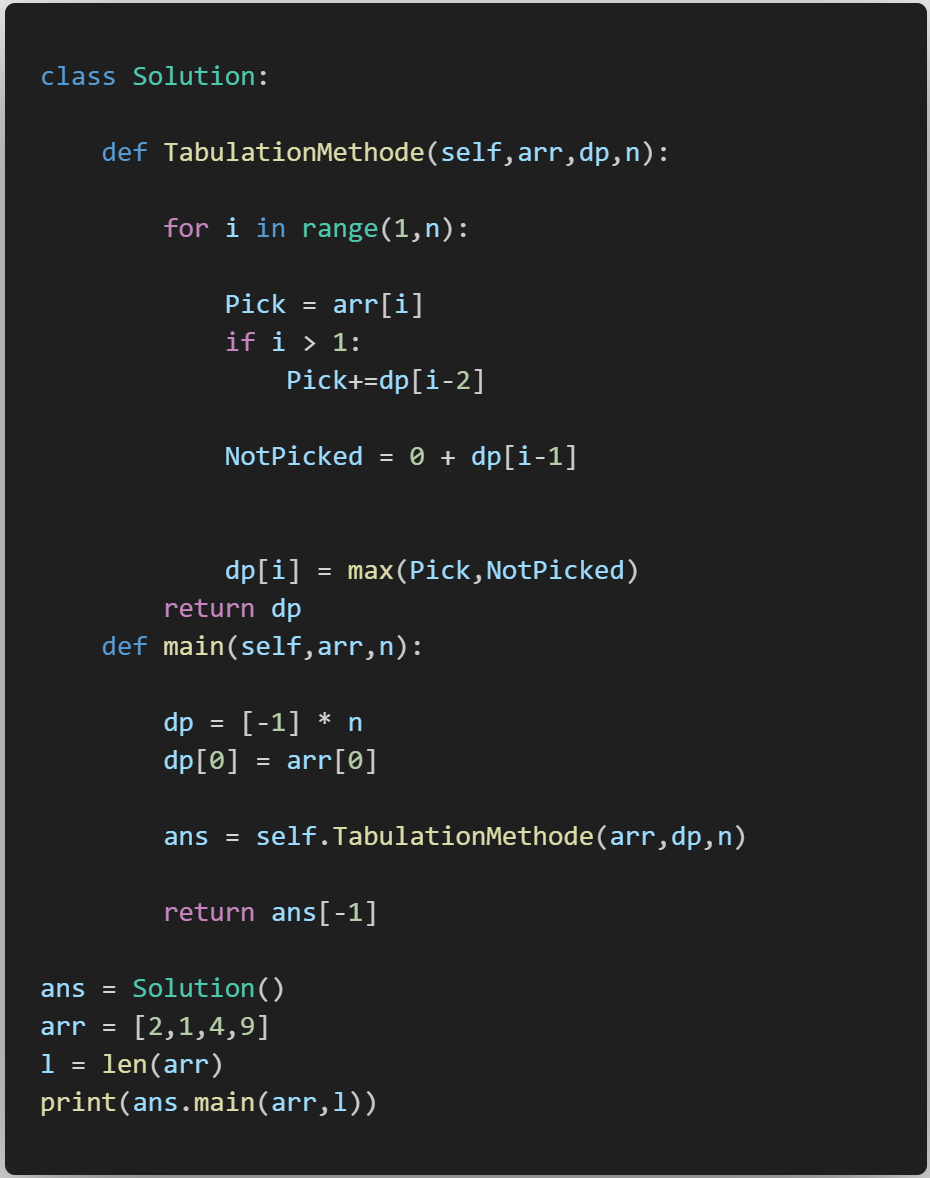 class Solution:
    def TabulationMethode(self,arr,dp,n):
        for i in range(1,n):
            Pick = arr[i]
            if i > 1:
                Pick+=dp[i-2]
            NotPicked = 0 + dp[i-1]
            dp[i] = max(Pick,NotPicked)
        return dp
    def main(self,arr,n):
        dp = [-1] * n
        dp[0] = arr[0]
        ans = self.TabulationMethode(arr,dp,n)
        return ans[-1]
ans = Solution()
arr = [2,1,4,9]
l = len(arr)
print(ans.main(arr,l))